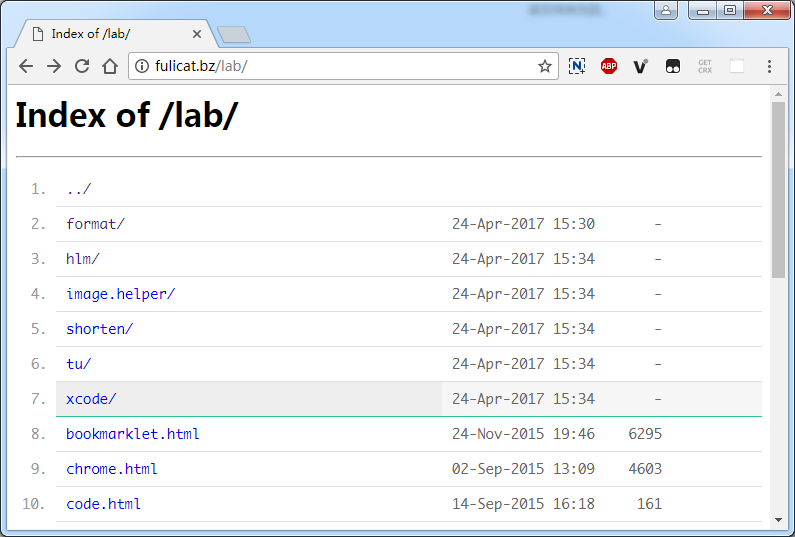 Index of /lab/
fulicat.bz/lab/
N
ABP
V
GET
CRX
Index of /lab/
1. ../
2. format/ 24-Apr-2017 15:30 -
3. hlm/ 24-Apr-2017 15:34 -
4. image.helper/ 24-Apr-2017 15:34 -
5. shorten/ 24-Apr-2017 15:34 -
6. tu/ 24-Apr-2017 15:34 -
7. xcode/ 24-Apr-2017 15:34 -
8. bookmarklet.html 24-Nov-2015 19:46 6295
9. chrome.html 02-Sep-2015 13:09 4603
10. code.html 14-Sep-2015 16:18 161